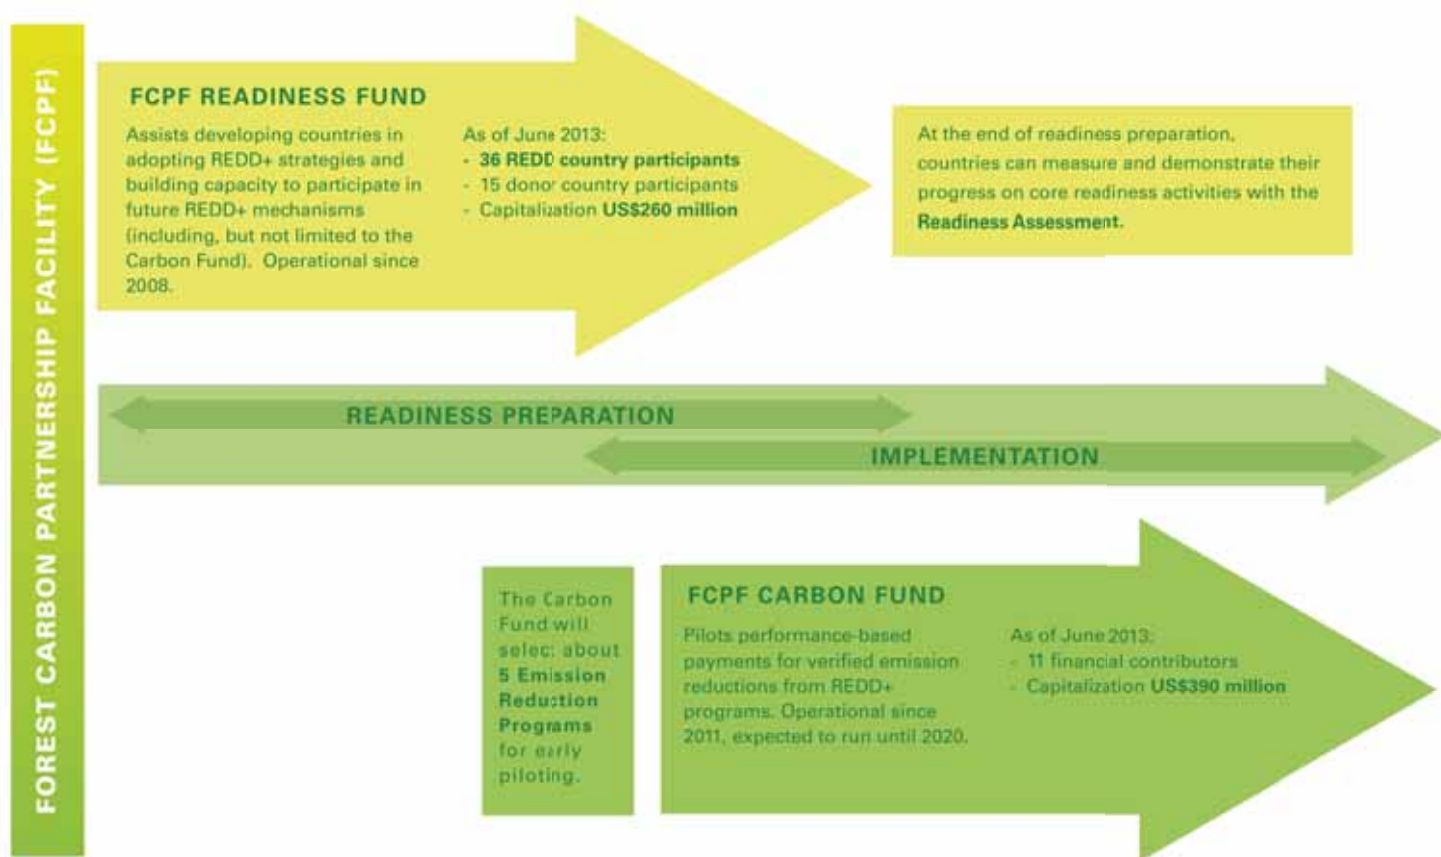 FOREST CARBON PARTNERSHIP FACILITY (FCPF)
FCPF READINESS FUND
Assists developing countries in
adopting REDD+ strategies and
building capacity to participate in
future REDD+ mechanisms
(including, but not limited to the
Carbon Fund). Operational since
2008.
As of June 2013:
- 36 REDD country participants
- 15 donor country participants
- Capitalization US$260 million
At the end of readiness preparation,
countries can measure and demonstrate their
progress on core readiness activities with the
Readiness Assessment.
READINESS PREPARATION
IMPLEMENTATION
The Carbon
Fund will
select about
5 Emission
Reduction
Programs
for early
piloting.
FCPF CARBON FUND
Pilots performance-based
payments for verified emission
reductions from REDD+
programs. Operational since
2011, expected to run until 2020.
As of June 2013:
- 11 financial contributors
- Capitalization US$390 million